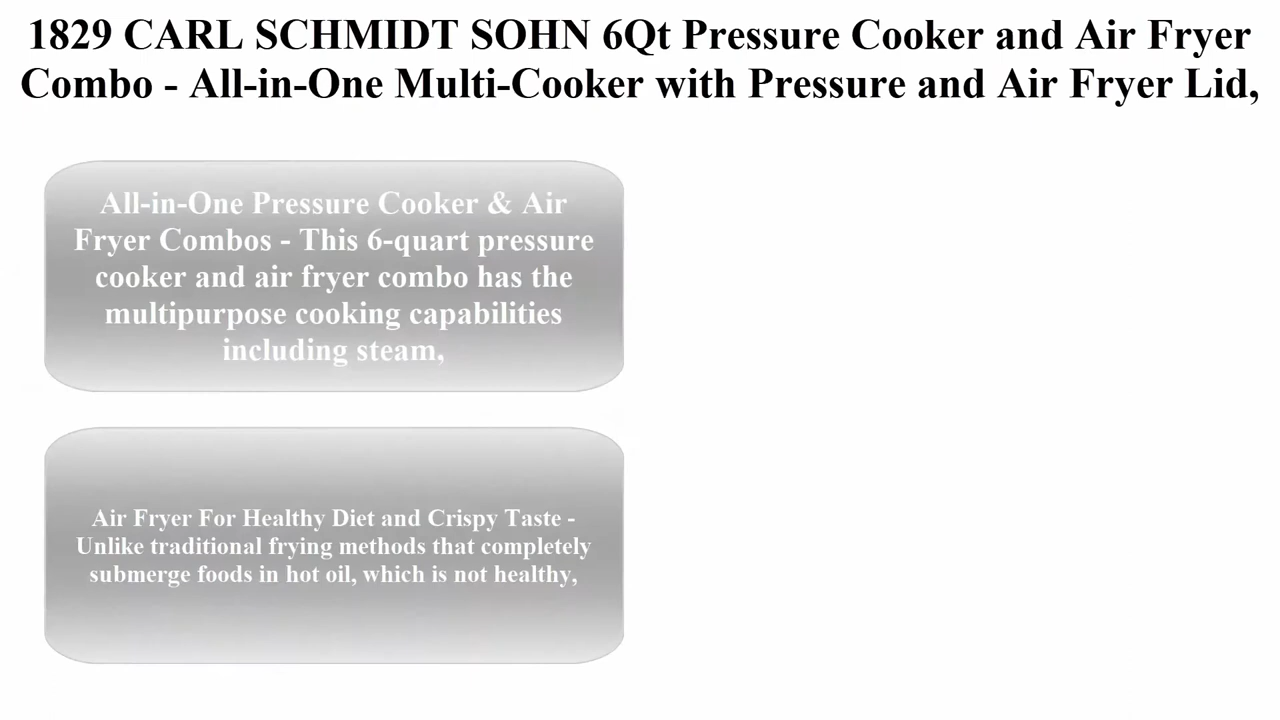 1829 CARL SCHMIDT SOHN 6Qt Pressure Cooker and Air Fryer
Combo - All-in-One Multi-Cooker with Pressure and Air Fryer Lid,
All-in-One Pressure Cooker & Air
Fryer Combos - This 6-quart pressure
cooker and air fryer combo has the
multipurpose cooking capabilities
including steam,
Air Fryer For Healthy Diet and Crispy Taste -
Unlike traditional frying methods that completely
submerge foods in hot oil, which is not healthy,